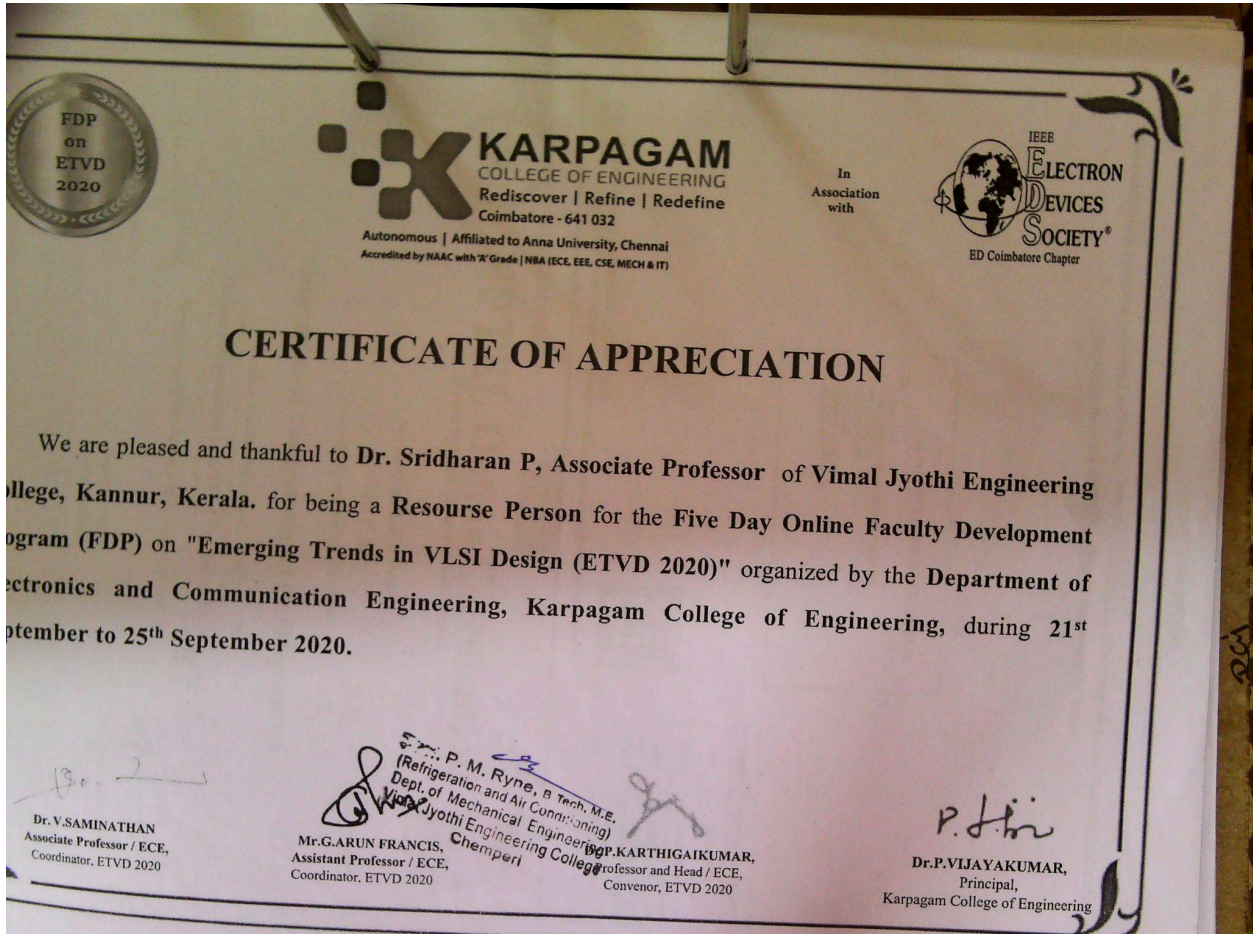 FDP
on
ETVD
2020
KARPAGAM
COLLEGE OF ENGINEERING
Rediscover | Refine | Redefine
Coimbatore - 641 032
Autonomous | Affiliated to Anna University, Chennai
Accredited by NAAC with 'A' Grade | NBA (ECE, EEE, CSE, MECH & IT)
In
Association
with
IEEE
ELECTRON
DEVICES
SOCIETY®
ED Coimbatore Chapter
CERTIFICATE OF APPRECIATION
We are pleased and thankful to Dr. Sridharan P, Associate Professor of Vimal Jyothi Engineering
ollege, Kannur, Kerala. for being a Resourse Person for the Five Day Online Faculty Development
ogram (FDP) on "Emerging Trends in VLSI Design (ETVD 2020)" organized by the Department of
ectronics and Communication Engineering, Karpagam College of Engineering, during 21st
ptember to 25th September 2020.
P. M. Ryne, B Tech, M.E.
(Refrigeration and Air Conditioning)
Dept. of Mechanical Engineering
Vimal Jyothi Engineering College
Chemperi
Dr. V.SAMINATHAN
Associate Professor / ECE,
Coordinator, ETVD 2020
Mr.G.ARUN FRANCIS,
Assistant Professor / ECE,
Coordinator. ETVD 2020
P.KARTHIGAIKUMAR,
Professor and Head / ECE,
Convenor, ETVD 2020
Dr.P.VIJAYAKUMAR,
Principal,
Karpagam College of Engineering